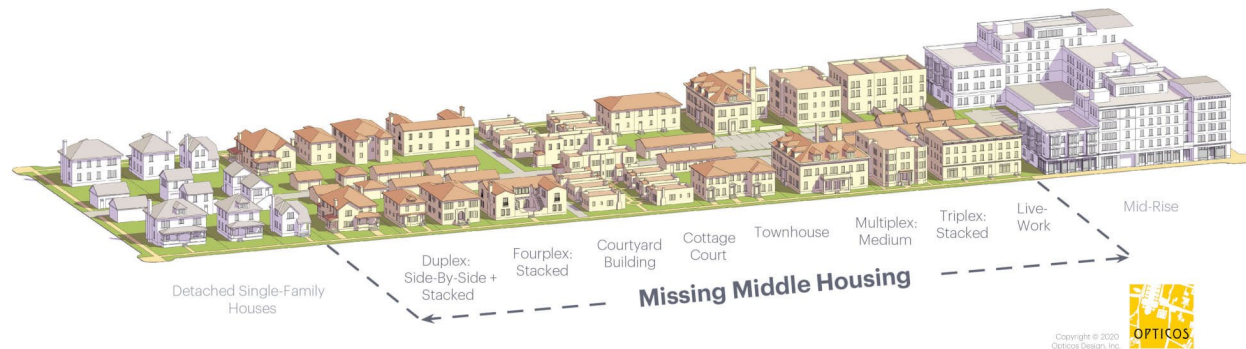 Detached Single-Family
Houses
Duplex:
Side-By-Side +
Stacked
Fourplex:
Stacked
Courtyard
Building
Cottage
Court
Townhouse
Multiplex:
Medium
Triplex:
Stacked
Live-
Work
Mid-Rise
Missing Middle Housing
Copyright © 2020
Opticos Design, Inc.
OPTICOS